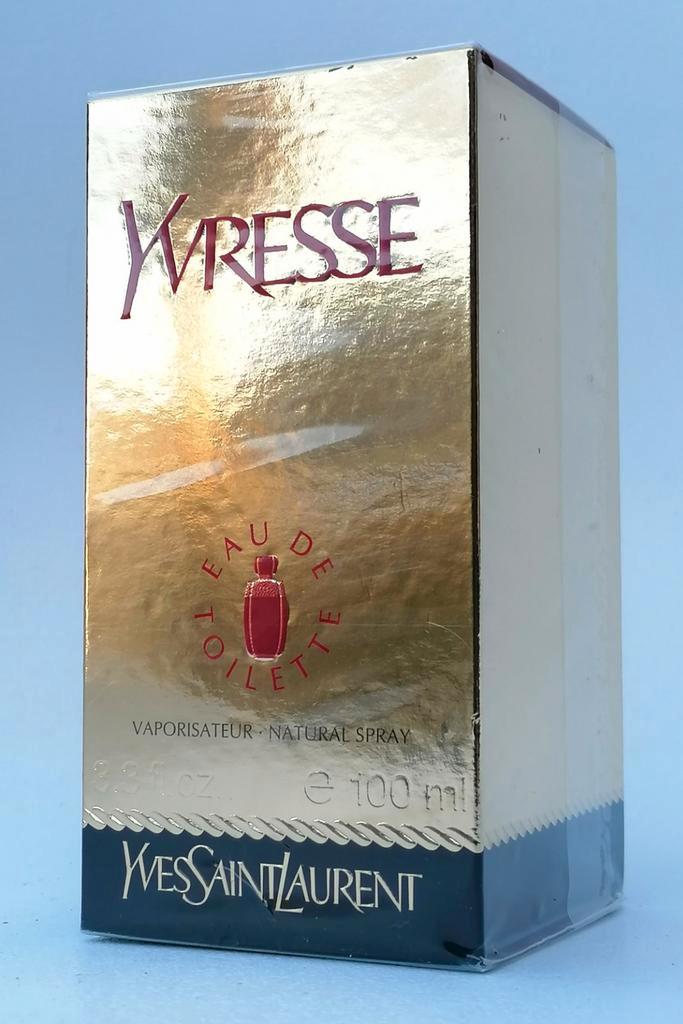 YVRESSE
EAU DE TOILETTE
VAPORISATEUR · NATURAL SPRAY
3.3 fl. oz. ℮ 100 ml
YVESSAINTLAURENT